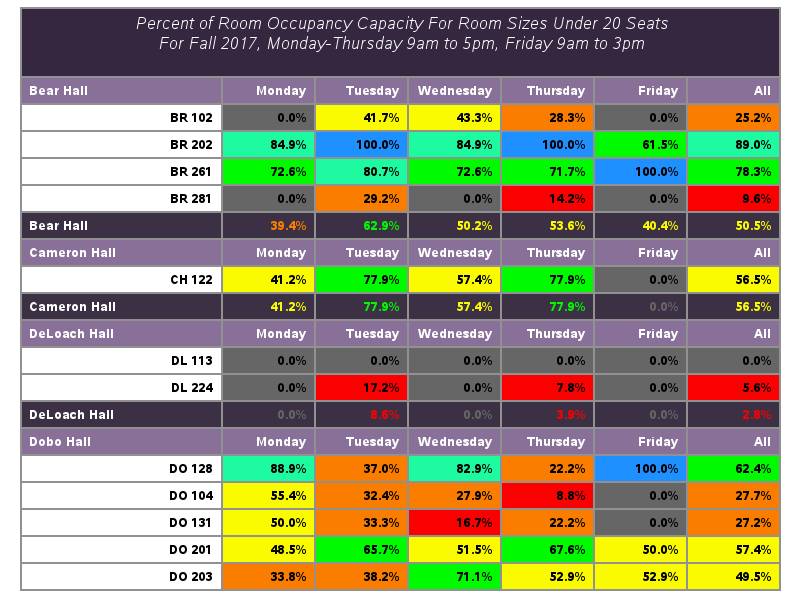 Percent of Room Occupancy Capacity For Room Sizes Under 20 Seats
For Fall 2017, Monday-Thursday 9am to 5pm, Friday 9am to 3pm
Bear Hall Monday Tuesday Wednesday Thursday Friday All
BR 102 0.0% 41.7% 43.3% 28.3% 0.0% 25.2%
BR 202 84.9% 100.0% 84.9% 100.0% 61.5% 89.0%
BR 261 72.6% 80.7% 72.6% 71.7% 100.0% 78.3%
BR 281 0.0% 29.2% 0.0% 14.2% 0.0% 9.6%
Bear Hall 39.4% 62.9% 50.2% 53.6% 40.4% 50.5%
Cameron Hall Monday Tuesday Wednesday Thursday Friday All
CH 122 41.2% 77.9% 57.4% 77.9% 0.0% 56.5%
Cameron Hall 41.2% 77.9% 57.4% 77.9% 0.0% 56.5%
DeLoach Hall Monday Tuesday Wednesday Thursday Friday All
DL 113 0.0% 0.0% 0.0% 0.0% 0.0% 0.0%
DL 224 0.0% 17.2% 0.0% 7.8% 0.0% 5.6%
DeLoach Hall 0.0% 8.6% 0.0% 3.9% 0.0% 2.8%
Dobo Hall Monday Tuesday Wednesday Thursday Friday All
DO 128 88.9% 37.0% 82.9% 22.2% 100.0% 62.4%
DO 104 55.4% 32.4% 27.9% 8.8% 0.0% 27.7%
DO 131 50.0% 33.3% 16.7% 22.2% 0.0% 27.2%
DO 201 48.5% 65.7% 51.5% 67.6% 50.0% 57.4%
DO 203 33.8% 38.2% 71.1% 52.9% 52.9% 49.5%